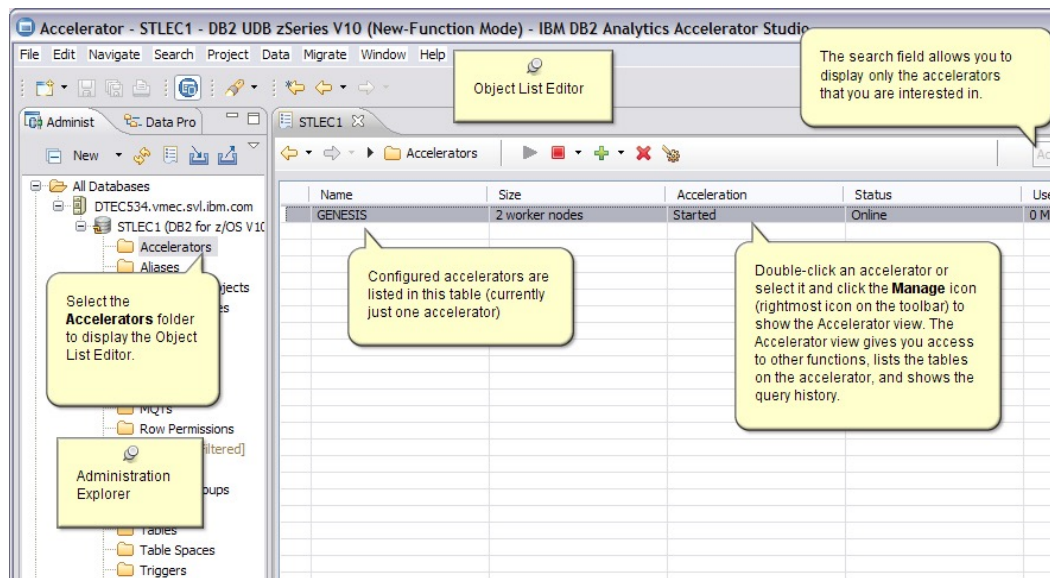 Accelerator - STLEC1 - DB2 UDB zSeries V10 (New-Function Mode) - IBM DB2 Analytics Accelerator Studio
File Edit Navigate Search Project Data Migrate Window Help
Object List Editor
The search field allows you to
display only the accelerators
that you are interested in.
Administ
Data Pro
STLEC1
New
Accelerators
All Databases
DTEC534.vmec.svl.ibm.com
STLEC1 (DB2 for z/OS V10
Accelerators
Aliases
jects
Select the
Accelerators folder
to display the Object
List Editor.
MQTs
Row Permissions
iltered]
Administration
Explorer
oups
Tables
Table Spaces
Triggers
Name Size Acceleration Status Use
GENESIS 2 worker nodes Started Online 0 M
Configured accelerators are
listed in this table (currently
just one accelerator)
Double-click an accelerator or
select it and click the Manage icon
(rightmost icon on the toolbar) to
show the Accelerator view. The
Accelerator view gives you access
to other functions, lists the tables
on the accelerator, and shows the
query history.